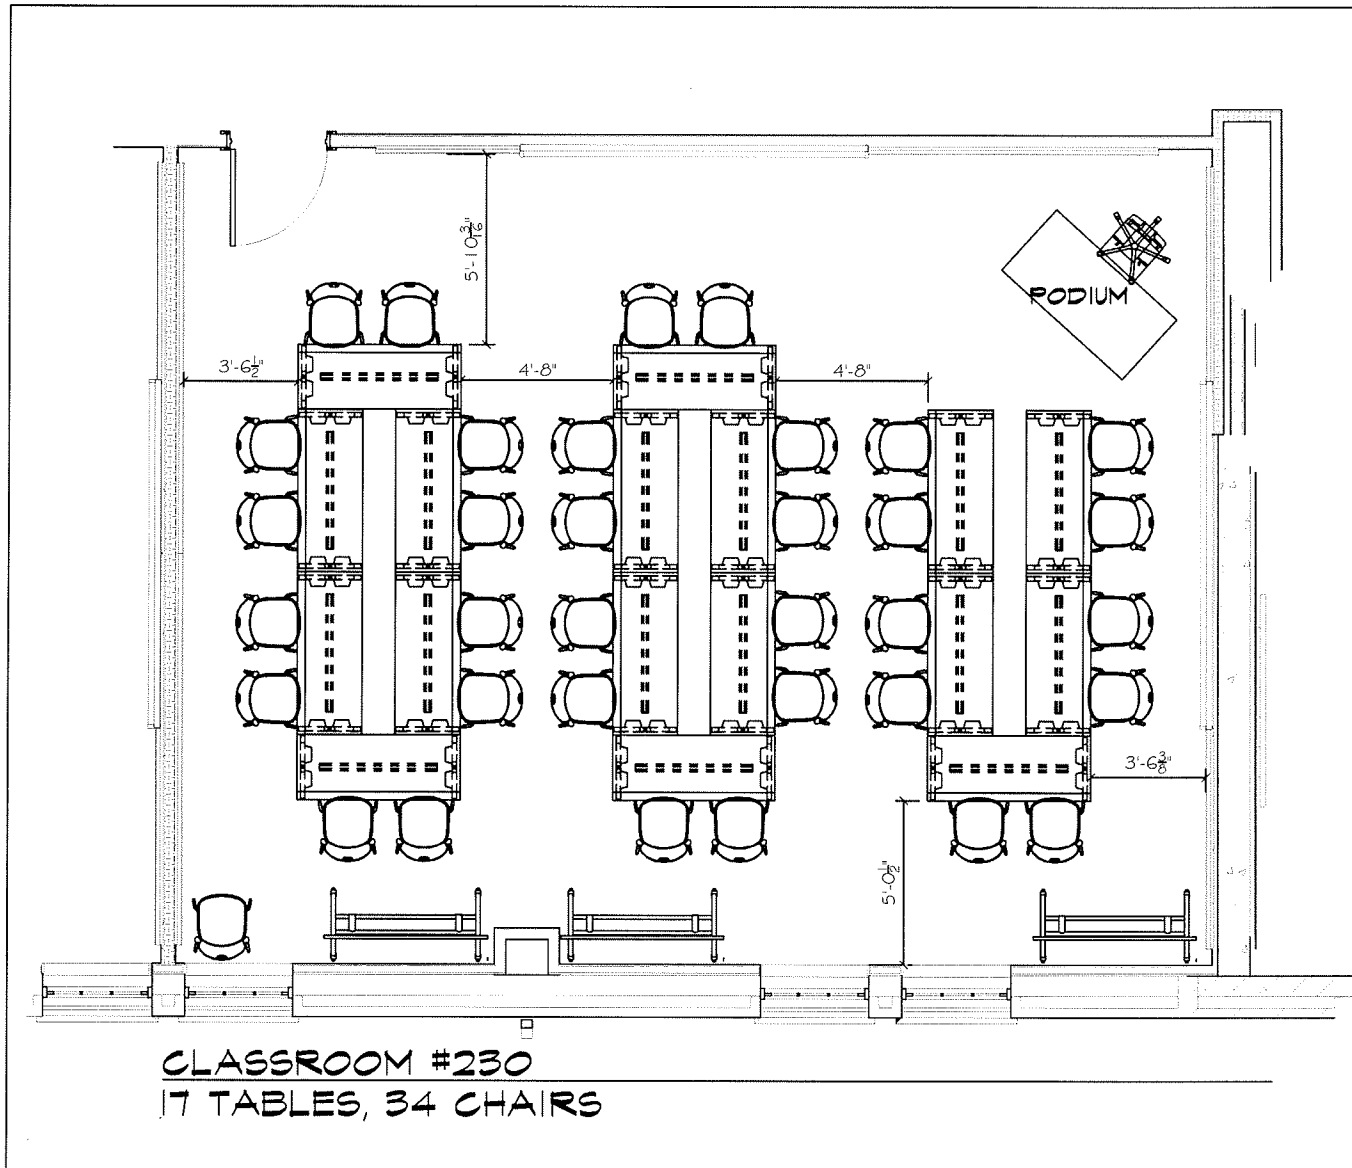 5'-10 3/16"
PODIUM
3'-6 1/2"
4'-8"
4'-8"
3'-6 3/8"
5'-0 1/2"
CLASSROOM #230
17 TABLES, 34 CHAIRS